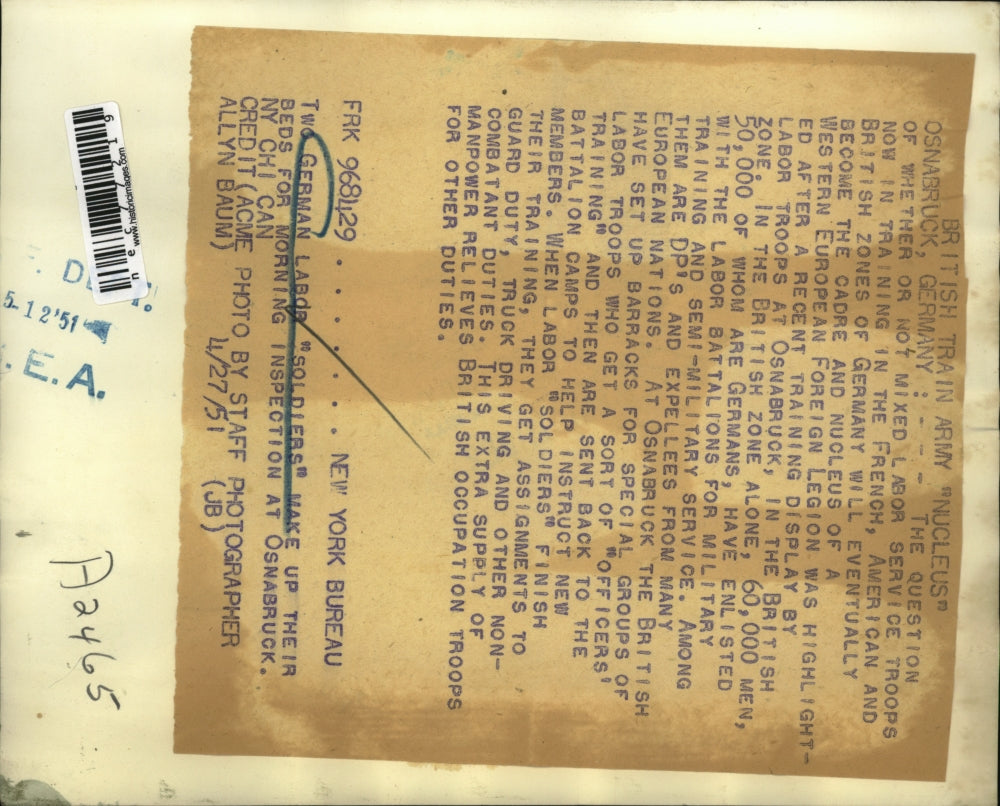 BRITISH TRAIN ARMY "NUCLEUS"
OSNABRUCK, GERMANY: - - - THE QUESTION
OF WHETHER OR NOT MIXED LABOR SERVICE TROOPS
NOW IN TRAINING IN THE FRENCH, AMERICAN AND
BRITISH ZONES OF GERMANY WILL EVENTUALLY
BECOME THE CADRE AND NUCLEUS OF A
WESTERN EUROPEAN FOREIGN LEGION WAS HIGHLIGHT-
ED AFTER A RECENT TRAINING DISPLAY BY
LABOR TROOPS AT OSNABRUCK, IN THE BRITISH
ZONE. IN THE BRITISH ZONE ALONE, 60,000 MEN,
50,000 OF WHOM ARE GERMANS, HAVE ENLISTED
WITH THE LABOR BATTALIONS FOR MILITARY
TRAINING AND SEMI-MILITARY SERVICE. AMONG
THEM ARE DP'S AND EXPELLEES FROM MANY
EUROPEAN NATIONS. AT OSNABRUCK THE BRITISH
HAVE SET UP BARRACKS FOR SPECIAL GROUPS OF
LABOR TROOPS WHO GET A SORT OF "OFFICERS'
TRAINING" AND THEN ARE SENT BACK TO THE
BATTALION CAMPS TO HELP INSTRUCT NEW
MEMBERS. WHEN LABOR "SOLDIERS" FINISH
THEIR TRAINING, THEY GET ASSIGNMENTS TO
GUARD DUTY, TRUCK DRIVING AND OTHER NON-
COMBATANT DUTIES. THIS EXTRA SUPPLY OF
MANPOWER RELIEVES BRITISH OCCUPATION TROOPS
FOR OTHER DUTIES.
FRK 968129 . . . . . . . NEW YORK BUREAU
TWO GERMAN LABOR "SOLDIERS" MAKE UP THEIR
BEDS FOR MORNING INSPECTION AT OSNABRUCK.
NY CHI CAN
CREDIT (ACME PHOTO BY STAFF PHOTOGRAPHER
ALLYN BAUM) 4/27/51 (JB)
nec77219
www.historicimages.com
5-12'51
E.A.
A2465